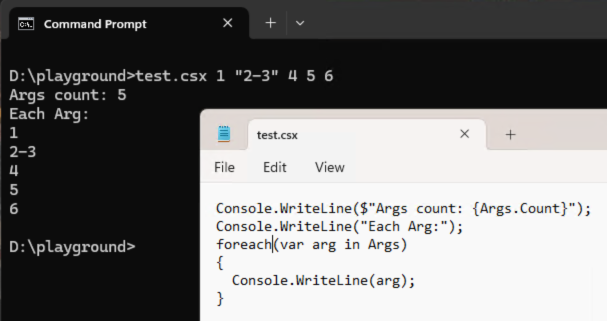 Command Prompt
D:\playground>test.csx 1 "2-3" 4 5 6
Args count: 5
Each Arg:
1
2-3
4
5
6
D:\playground>
test.csx
File Edit View
Console.WriteLine($"Args count: {Args.Count}");
Console.WriteLine("Each Arg:");
foreach(var arg in Args)
{
  Console.WriteLine(arg);
}